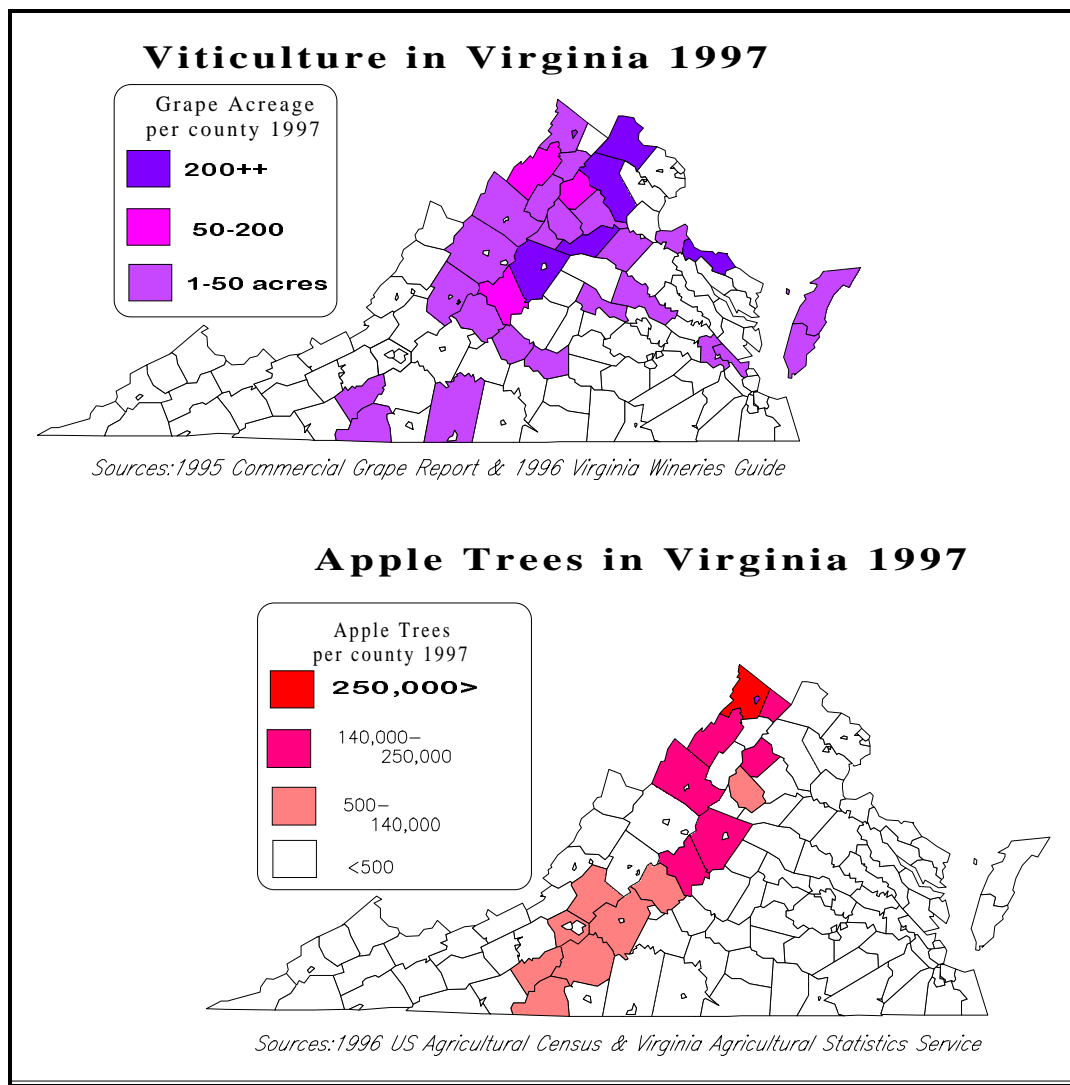 Viticulture in Virginia 1997
Grape Acreage
per county 1997
200++
50-200
1-50 acres
Sources:1995 Commercial Grape Report & 1996 Virginia Wineries Guide
Apple Trees in Virginia 1997
Apple Trees
per county 1997
250,000>
140,000-
250,000
500-
140,000
<500
Sources:1996 US Agricultural Census & Virginia Agricultural Statistics Service